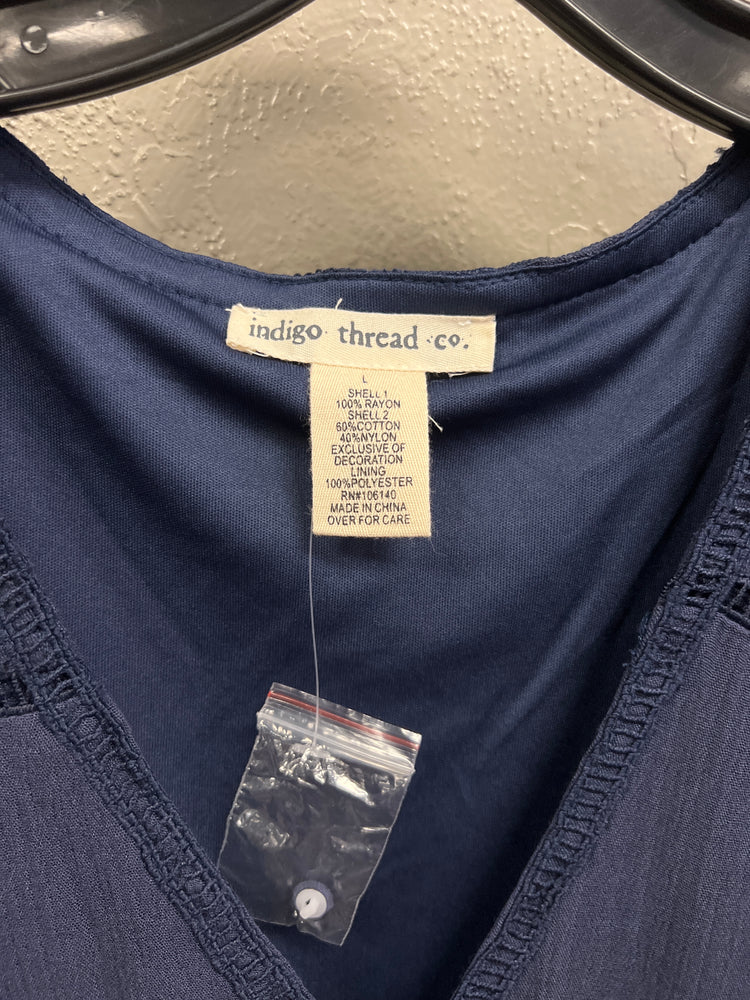 indigo thread co.
L
SHELL 1
100% RAYON
SHELL 2
60%COTTON
40%NYLON
EXCLUSIVE OF
DECORATION
LINING
100%POLYESTER
RN#106140
MADE IN CHINA
OVER FOR CARE